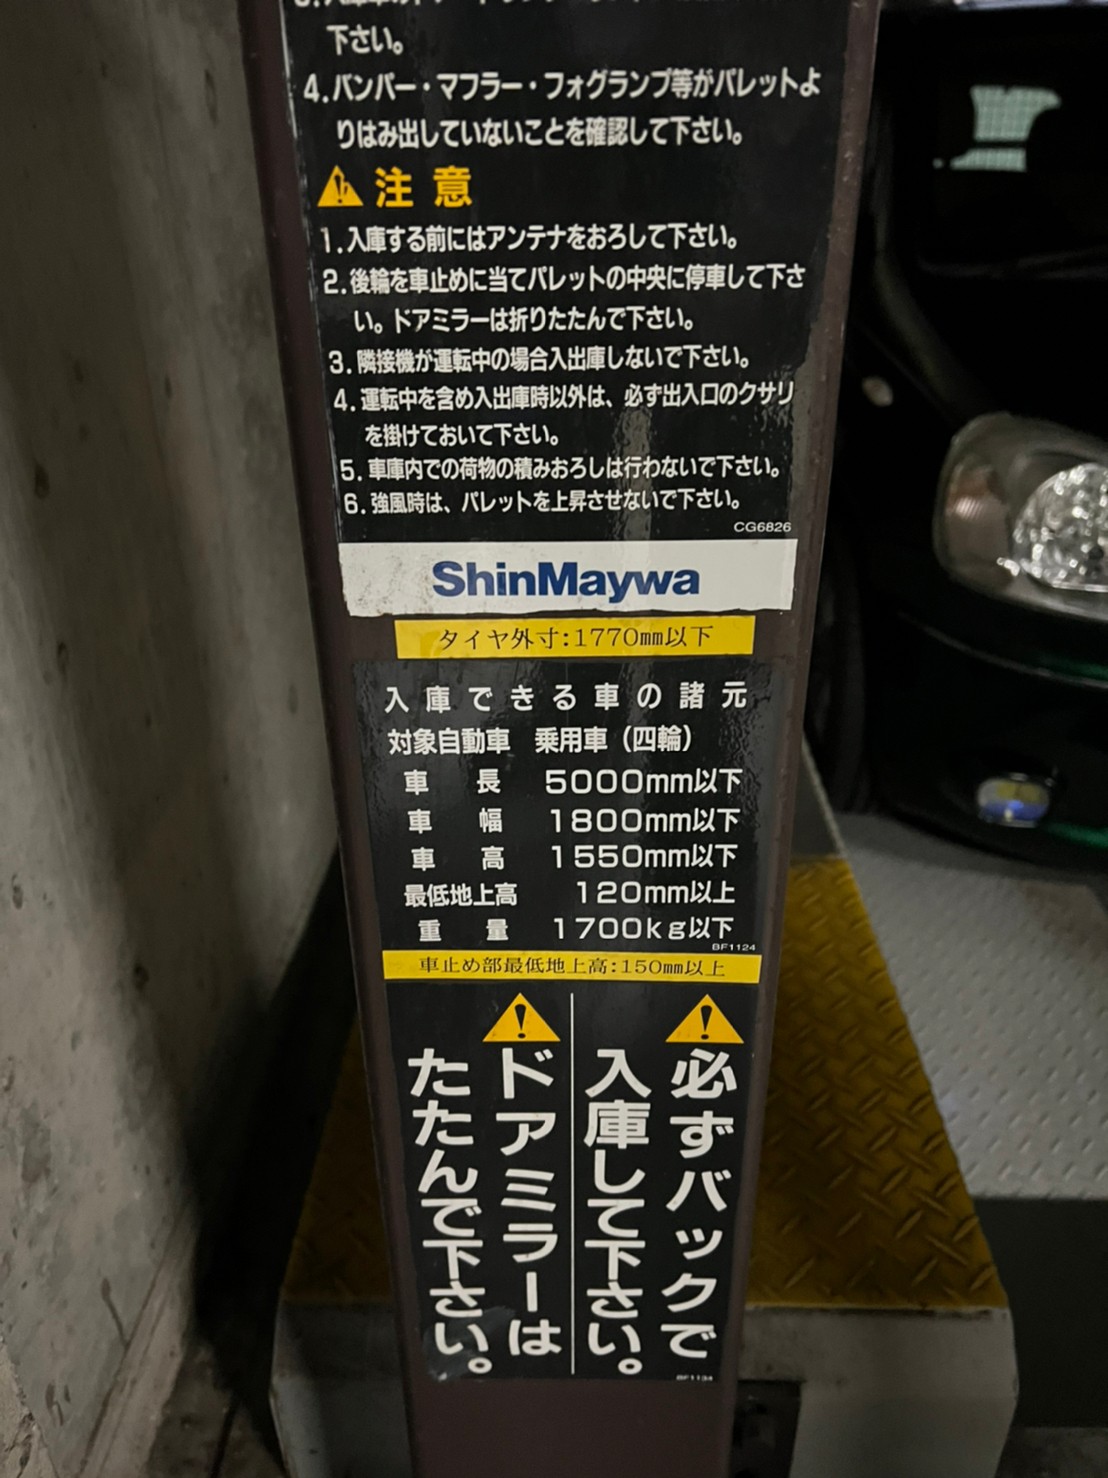 下さい。
4.バンパー・マフラー・フォグランプ等がパレットよ
りはみ出していないことを確認して下さい。
注意
1.入庫する前にはアンテナをおろして下さい。
2.後輪を車止めに当てパレットの中央に停車して下さ
い。ドアミラーは折りたたんで下さい。
3.隣接機が運転中の場合入出庫しないで下さい。
4.運転中を含め入出庫時以外は、必ず出入口のクサリ
を掛けておいて下さい。
5.車庫内での荷物の積みおろしは行わないで下さい。
6.強風時は、パレットを上昇させないで下さい。
CG6826
ShinMaywa
タイヤ外寸:1770mm以下
入庫できる車の諸元
対象自動車 乗用車(四輪)
車長 5000mm以下
車幅 1800mm以下
車高 1550mm以下
最低地上高 120mm以上
重量 1700kg以下
BF1124
車止め部最低地上高:150mm以上
必ずバックで
入庫して下さい。
ドアミラーは
たたんで下さい。
BF1134